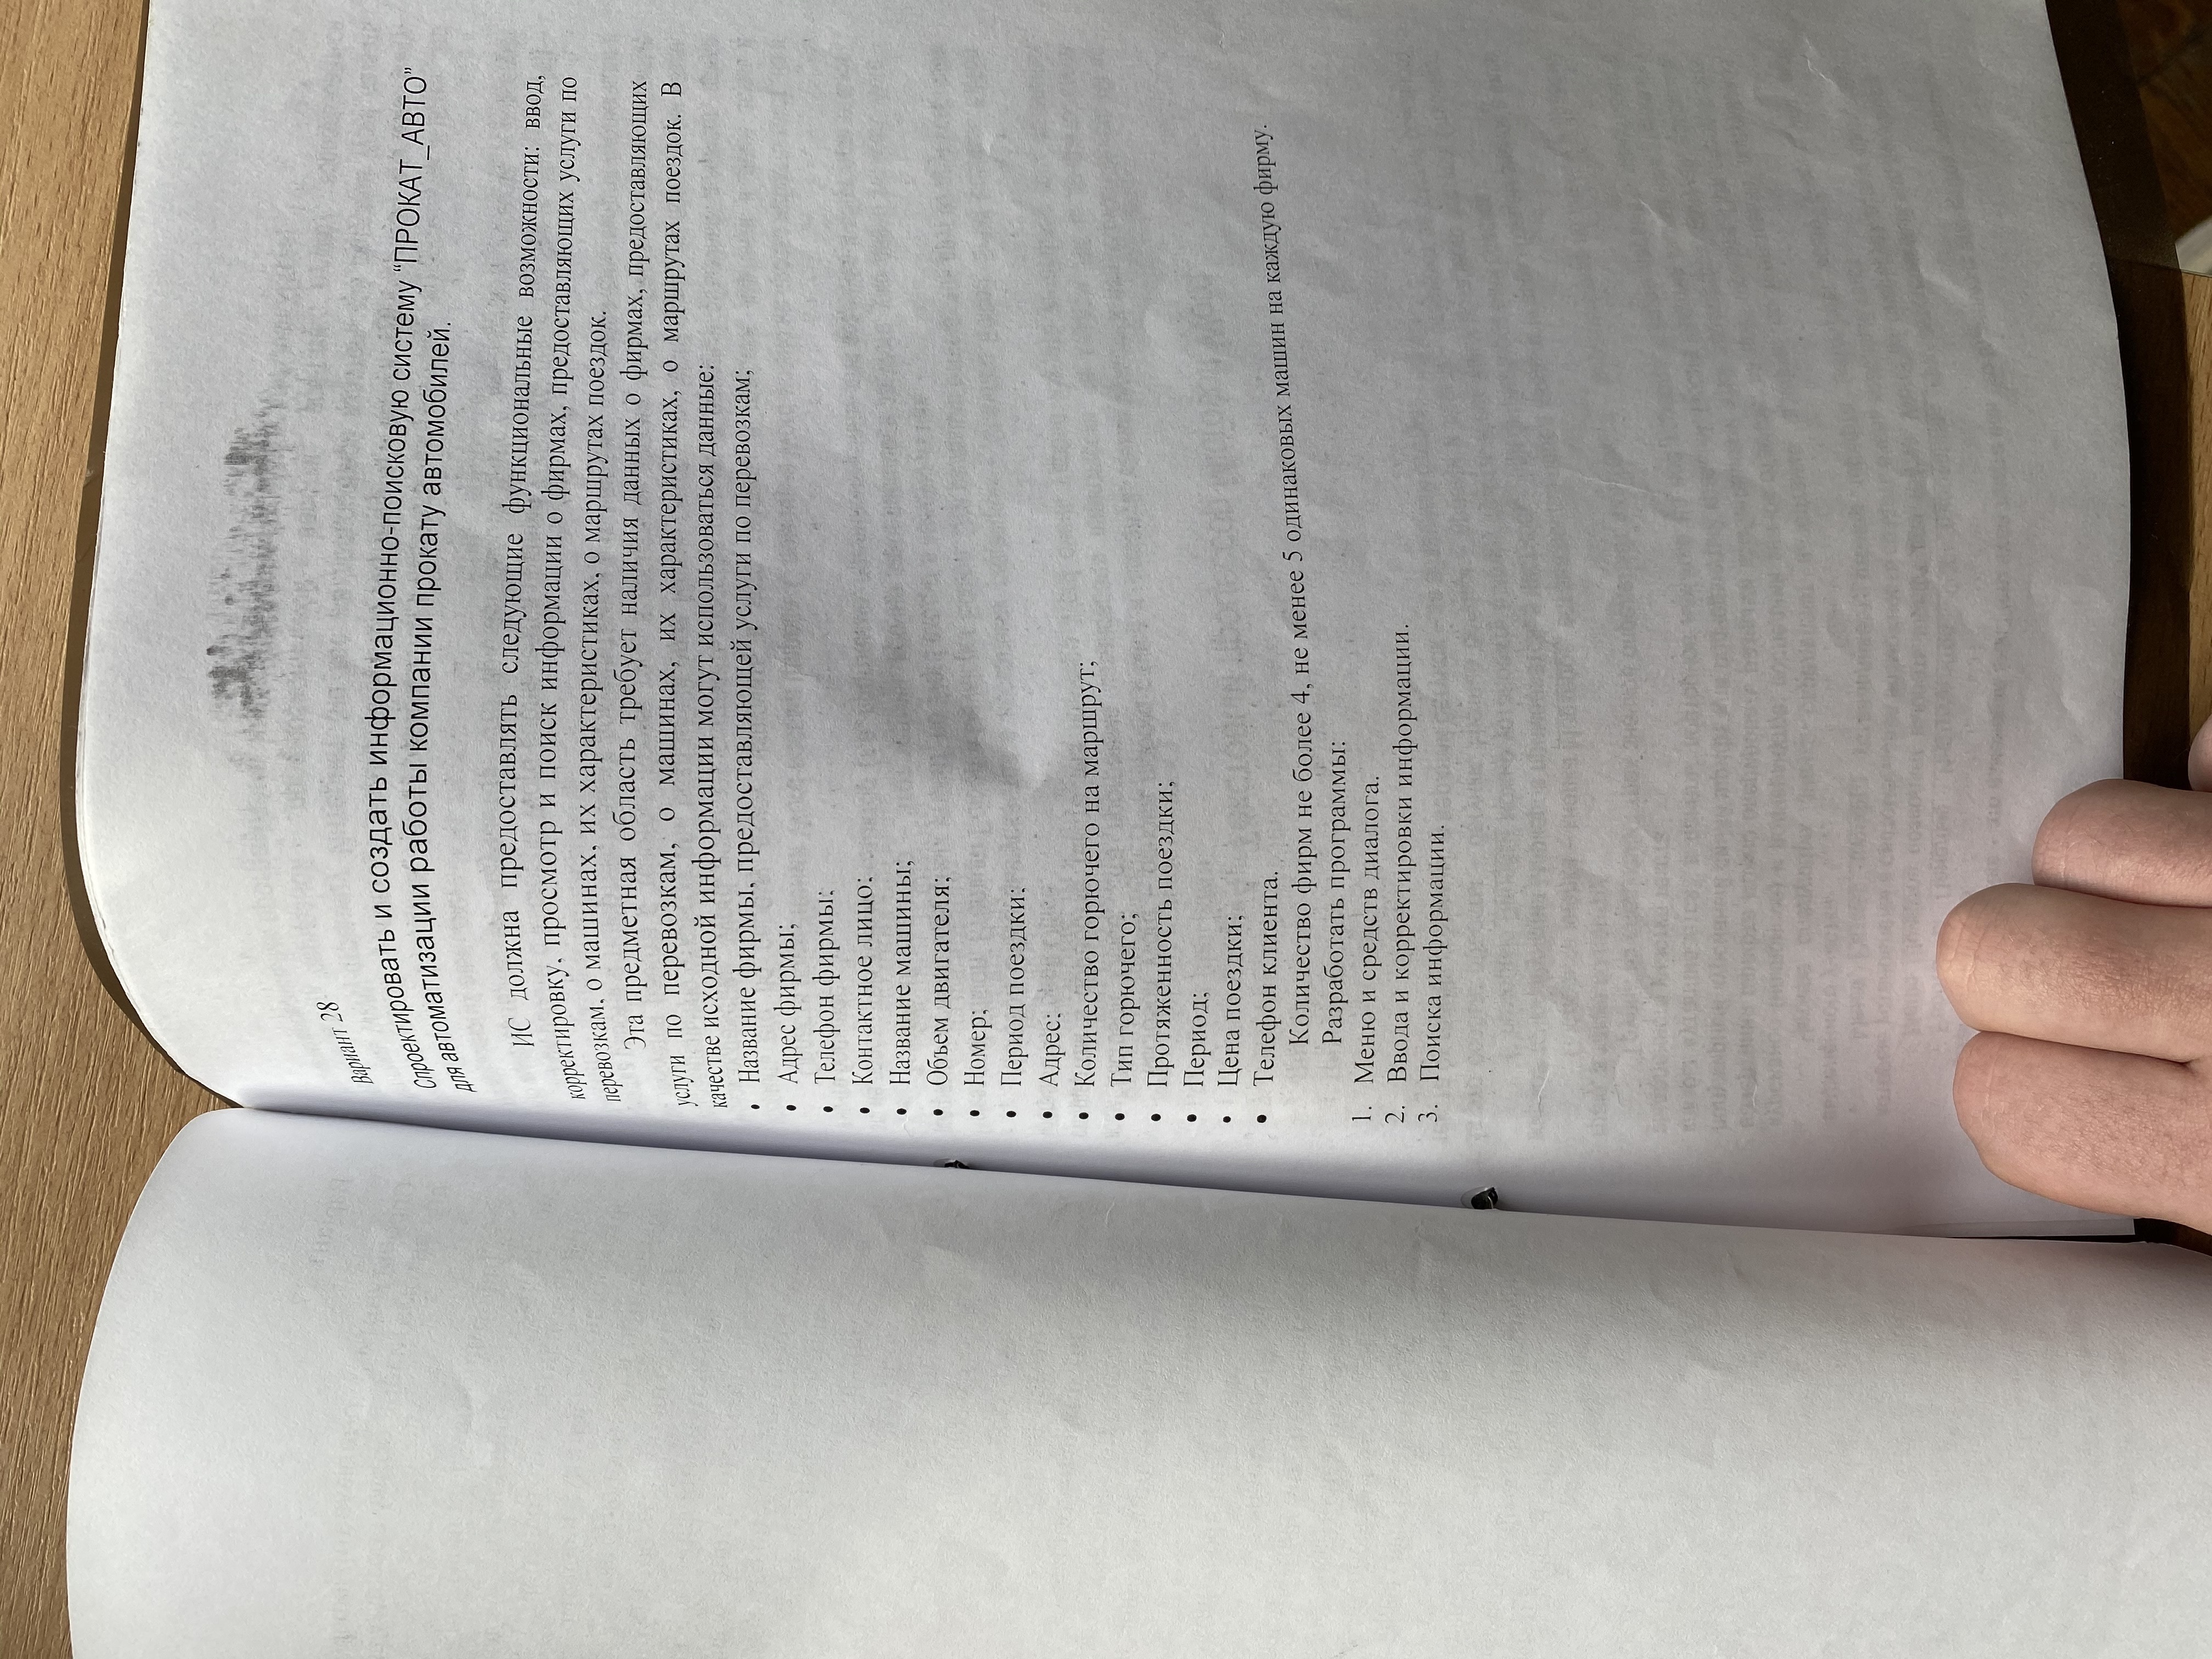 Вариант 28
Спроектировать и создать информационно-поисковую систему “ПРОКАТ_АВТО”
для автоматизации работы компании прокату автомобилей.
ИС должна предоставлять следующие функциональные возможности: ввод,
корректировку, просмотр и поиск информации о фирмах, предоставляющих услуги по
перевозкам, о машинах, их характеристиках, о маршрутах поездок.
Эта предметная область требует наличия данных о фирмах, предоставляющих
услуги по перевозкам, о машинах, их характеристиках, о маршрутах поездок. В
качестве исходной информации могут использоваться данные:
• Название фирмы, предоставляющей услуги по перевозкам;
• Адрес фирмы;
• Телефон фирмы;
• Контактное лицо;
• Название машины;
• Объем двигателя;
• Номер;
• Период поездки;
• Адрес;
• Количество горючего на маршрут;
• Тип горючего;
• Протяженность поездки;
• Период;
• Цена поездки;
• Телефон клиента.
Количество фирм не более 4, не менее 5 одинаковых машин на каждую фирму.
Разработать программы:
1. Меню и средств диалога.
2. Ввода и корректировки информации.
3. Поиска информации.